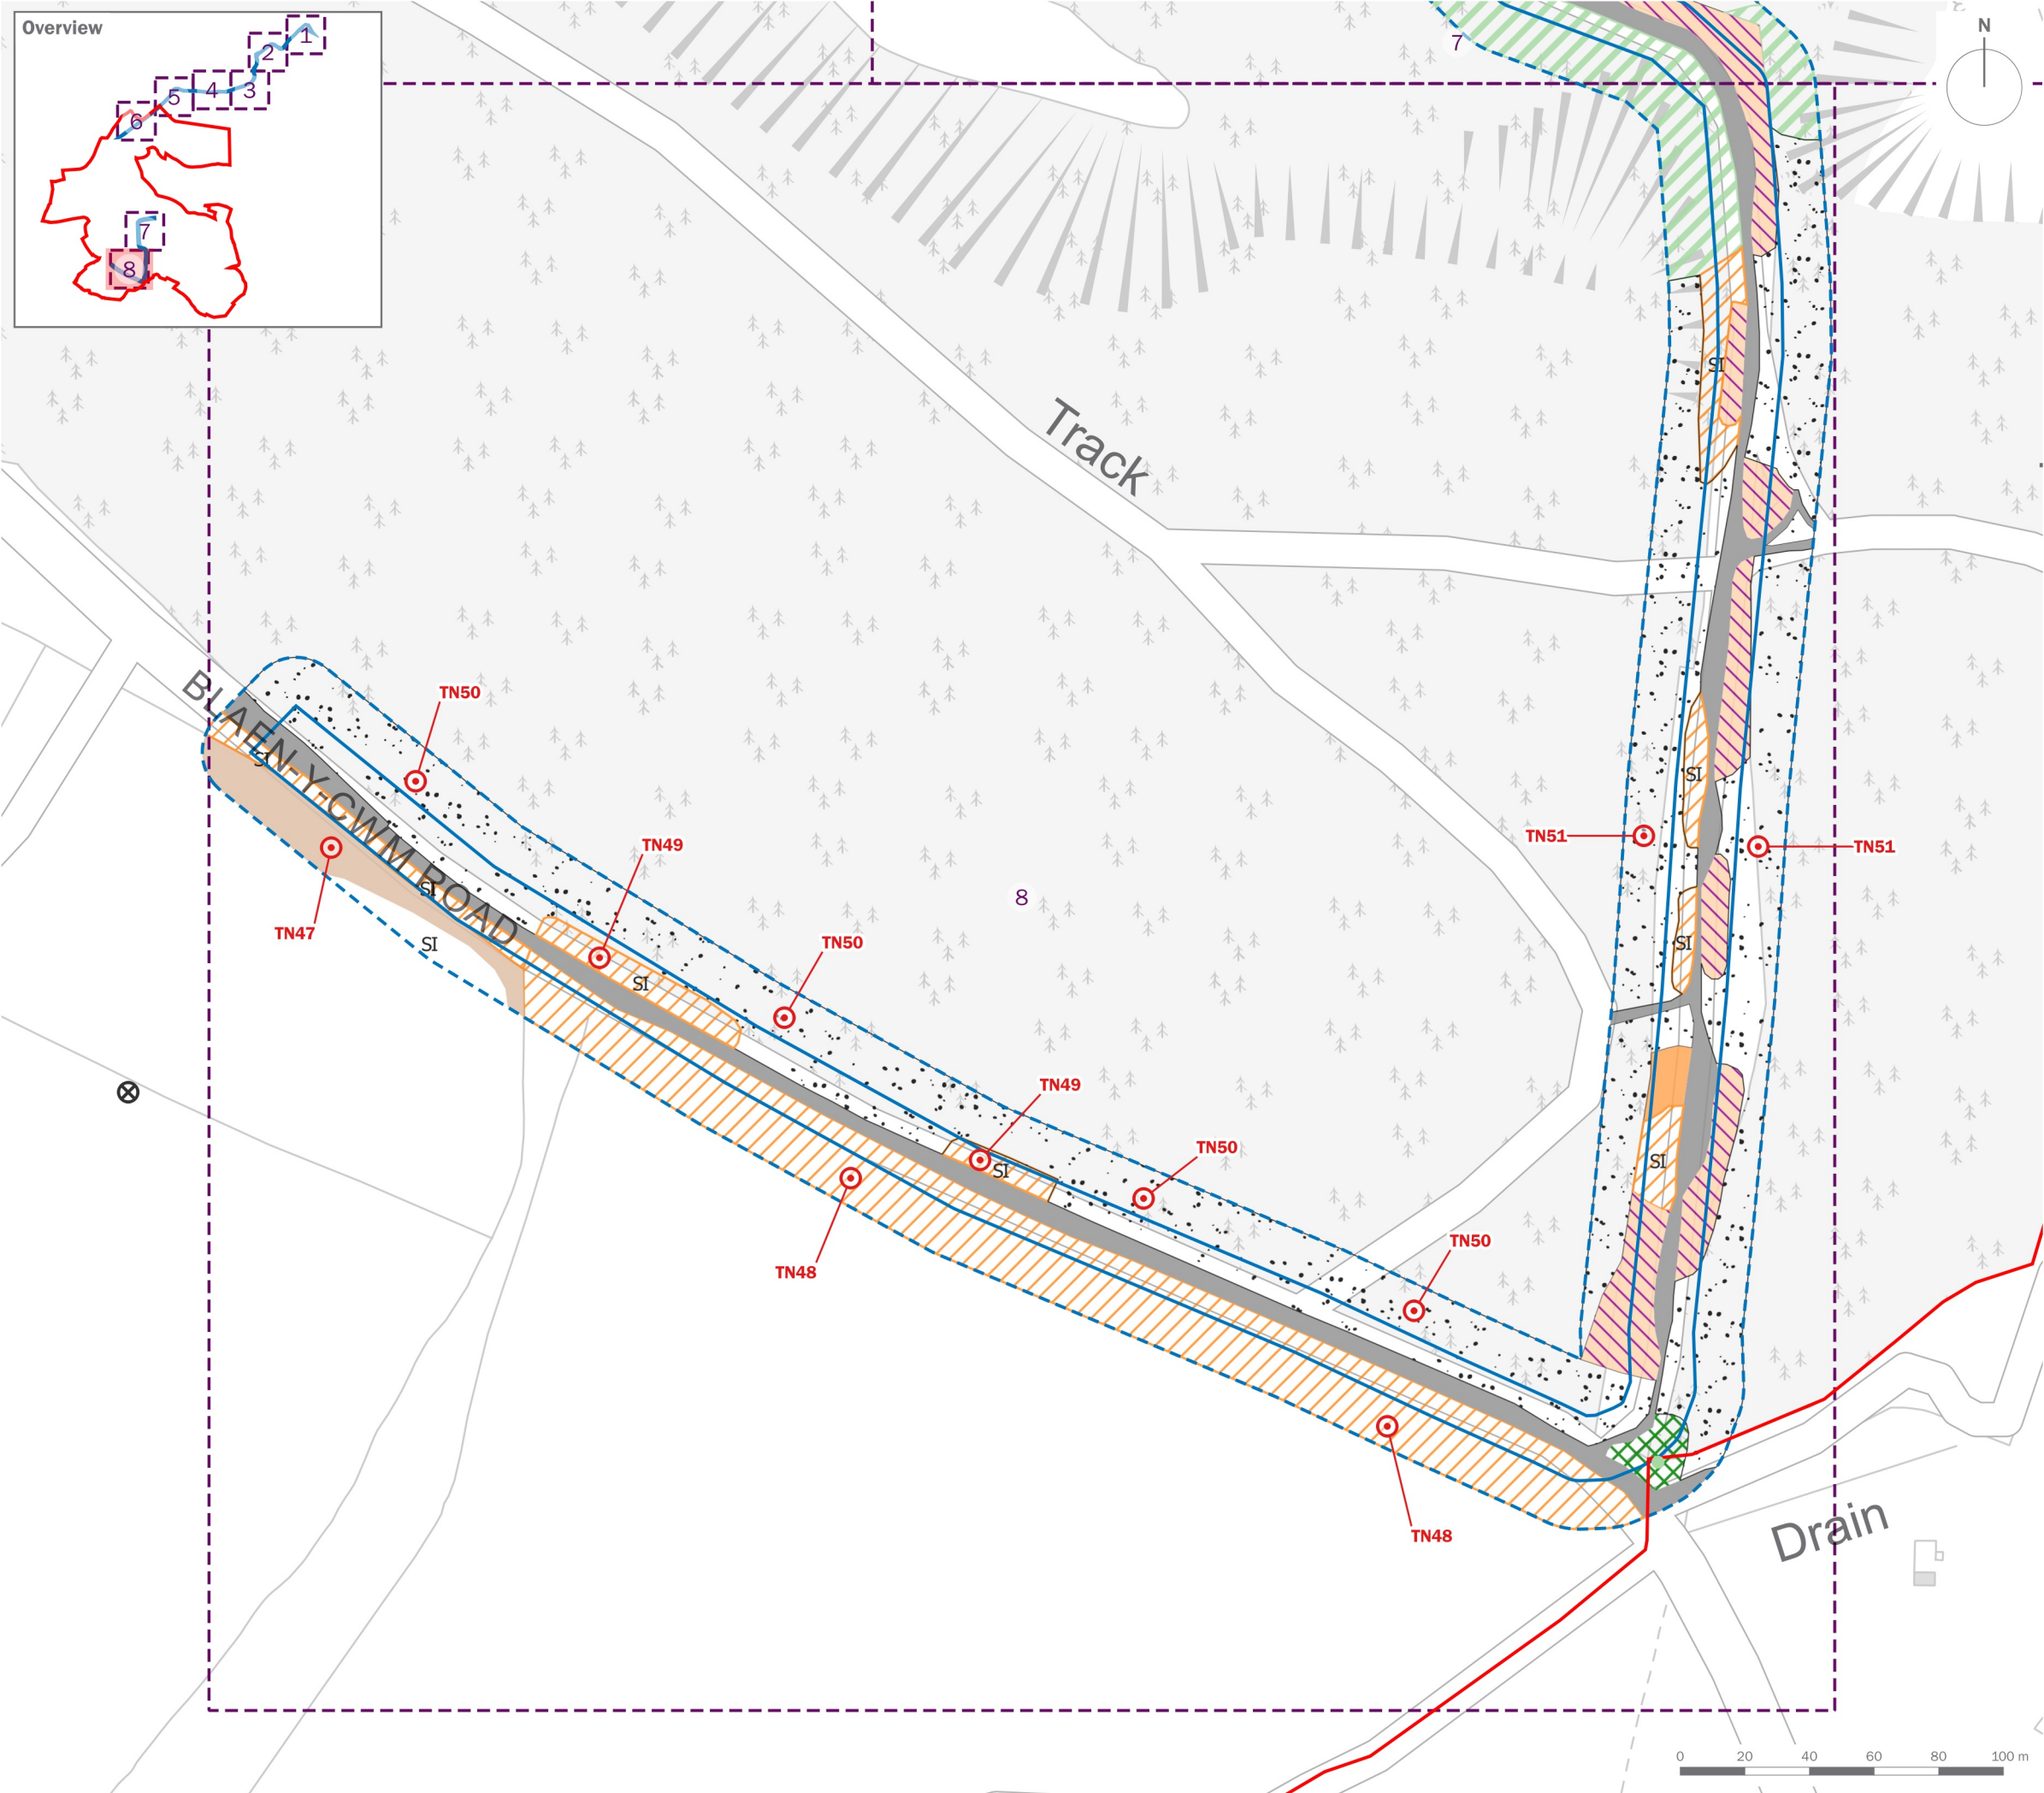 Overview
1
2
3
4
5
6
7
8
7
N
Track
SI
BLAEN-Y-CWM ROAD
TN50
SI
TN49
SI
TN47
SI
TN50
SI
8
TN51
SI
TN51
SI
TN49
SI
TN50
SI
TN48
TN50
TN48
Drain
0 20 40 60 80 100 m